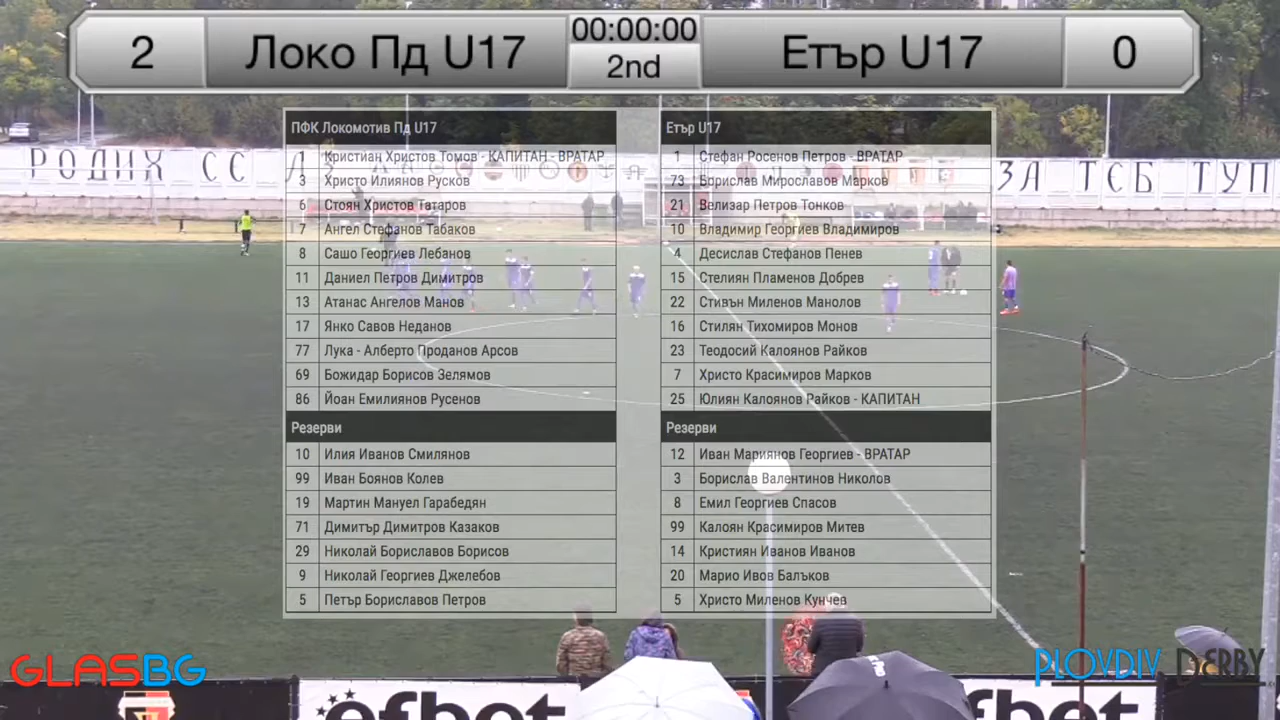 2 Локо Пд U17 00:00:00 2nd Етър U17 0
ПФК Локомотив Пд U17
1 Кристиан Христов Томов - КАПИТАН - ВРАТАР
3 Христо Илиянов Русков
6 Стоян Христов Татаров
7 Ангел Стефанов Табаков
8 Сашо Георгиев Лебанов
11 Даниел Петров Димитров
13 Атанас Ангелов Манов
17 Янко Савов Неданов
77 Лука - Алберто Проданов Арсов
69 Божидар Борисов Зелямов
86 Йоан Емилиянов Русенов
Резерви
10 Илия Иванов Смилянов
99 Иван Боянов Колев
19 Мартин Мануел Гарабедян
71 Димитър Димитров Казаков
29 Николай Бориславов Борисов
9 Николай Георгиев Джелебов
5 Петър Бориславов Петров
Етър U17
1 Стефан Росенов Петров - ВРАТАР
73 Борислав Мирославов Марков
21 Велизар Петров Тонков
10 Владимир Георгиев Владимиров
4 Десислав Стефанов Пенев
15 Стелиян Пламенов Добрев
22 Стивън Миленов Манолов
16 Стилян Тихомиров Монов
23 Теодосий Калоянов Райков
7 Христо Красимиров Марков
25 Юлиян Калоянов Райков - КАПИТАН
Резерви
12 Иван Мариянов Георгиев - ВРАТАР
3 Борислав Валентинов Николов
8 Емил Георгиев Спасов
99 Калоян Красимиров Митев
14 Кристиян Иванов Иванов
20 Марио Ивов Балъков
5 Христо Миленов Кунчев
РОДИХ СЕ ЗА ТЕБ ТУП
GLASBG
PLOVDIV DERBY
efbet efbet